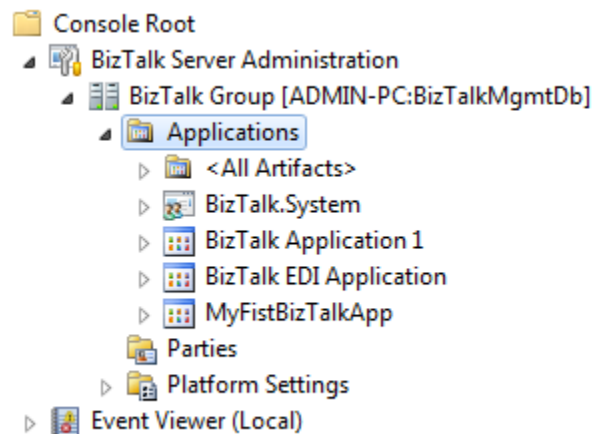 Console Root
BizTalk Server Administration
BizTalk Group [ADMIN-PC:BizTalkMgmtDb]
Applications
<All Artifacts>
BizTalk.System
BizTalk Application 1
BizTalk EDI Application
MyFistBizTalkApp
Parties
Platform Settings
Event Viewer (Local)